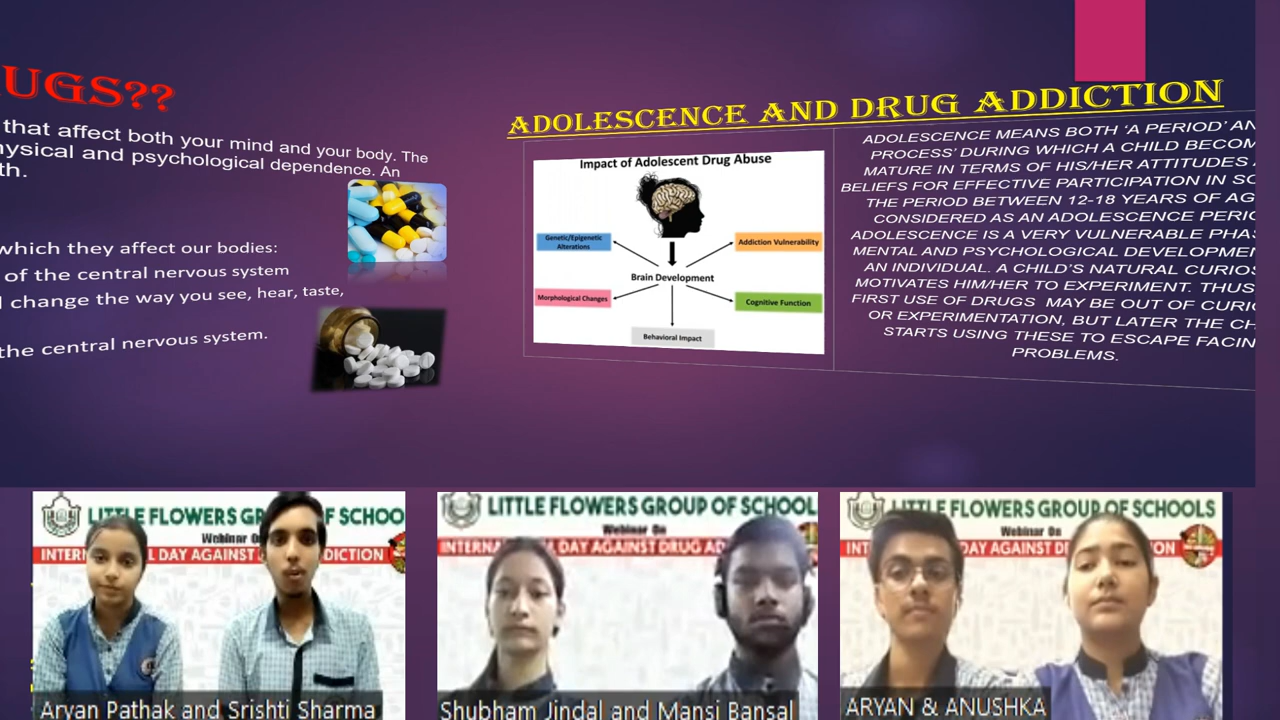 UGS??
that affect both your mind and your body. The
hysical and psychological dependence. An
th.
which they affect our bodies:
of the central nervous system
l change the way you see, hear, taste,
the central nervous system.
ADOLESCENCE AND DRUG ADDICTION
Impact of Adolescent Drug Abuse
Genetic/Epigenetic
Alterations
Addiction Vulnerability
Brain Development
Morphological Changes
Cognitive Function
Behavioral Impact
ADOLESCENCE MEANS BOTH ‘A PERIOD’ AN
PROCESS’ DURING WHICH A CHILD BECOM
MATURE IN TERMS OF HIS/HER ATTITUDES
BELIEFS FOR EFFECTIVE PARTICIPATION IN SO
THE PERIOD BETWEEN 12-18 YEARS OF AG
CONSIDERED AS AN ADOLESCENCE PERIO
ADOLESCENCE IS A VERY VULNERABLE PHAS
MENTAL AND PSYCHOLOGICAL DEVELOPMEN
AN INDIVIDUAL. A CHILD’S NATURAL CURIOS
MOTIVATES HIM/HER TO EXPERIMENT. THUS
FIRST USE OF DRUGS MAY BE OUT OF CURIO
OR EXPERIMENTATION, BUT LATER THE CH
STARTS USING THESE TO ESCAPE FACIN
PROBLEMS.
LITTLE FLOWERS GR OF SCHOO
Webinar On
INTERN L DAY AGAINST DICTION
Aryan Pathak and Srishti Sharma
LITTLE FLOWERS GROUP OF SCHOOL
Webinar On
INTERNA DAY AGAINST DRUG AD
Shubham Jindal and Mansi Bansal
LITTLE FLOWERS GROUP OF SCHOOLS
Webinar On
INT DAY AGAINST D TION
ARYAN & ANUSHKA